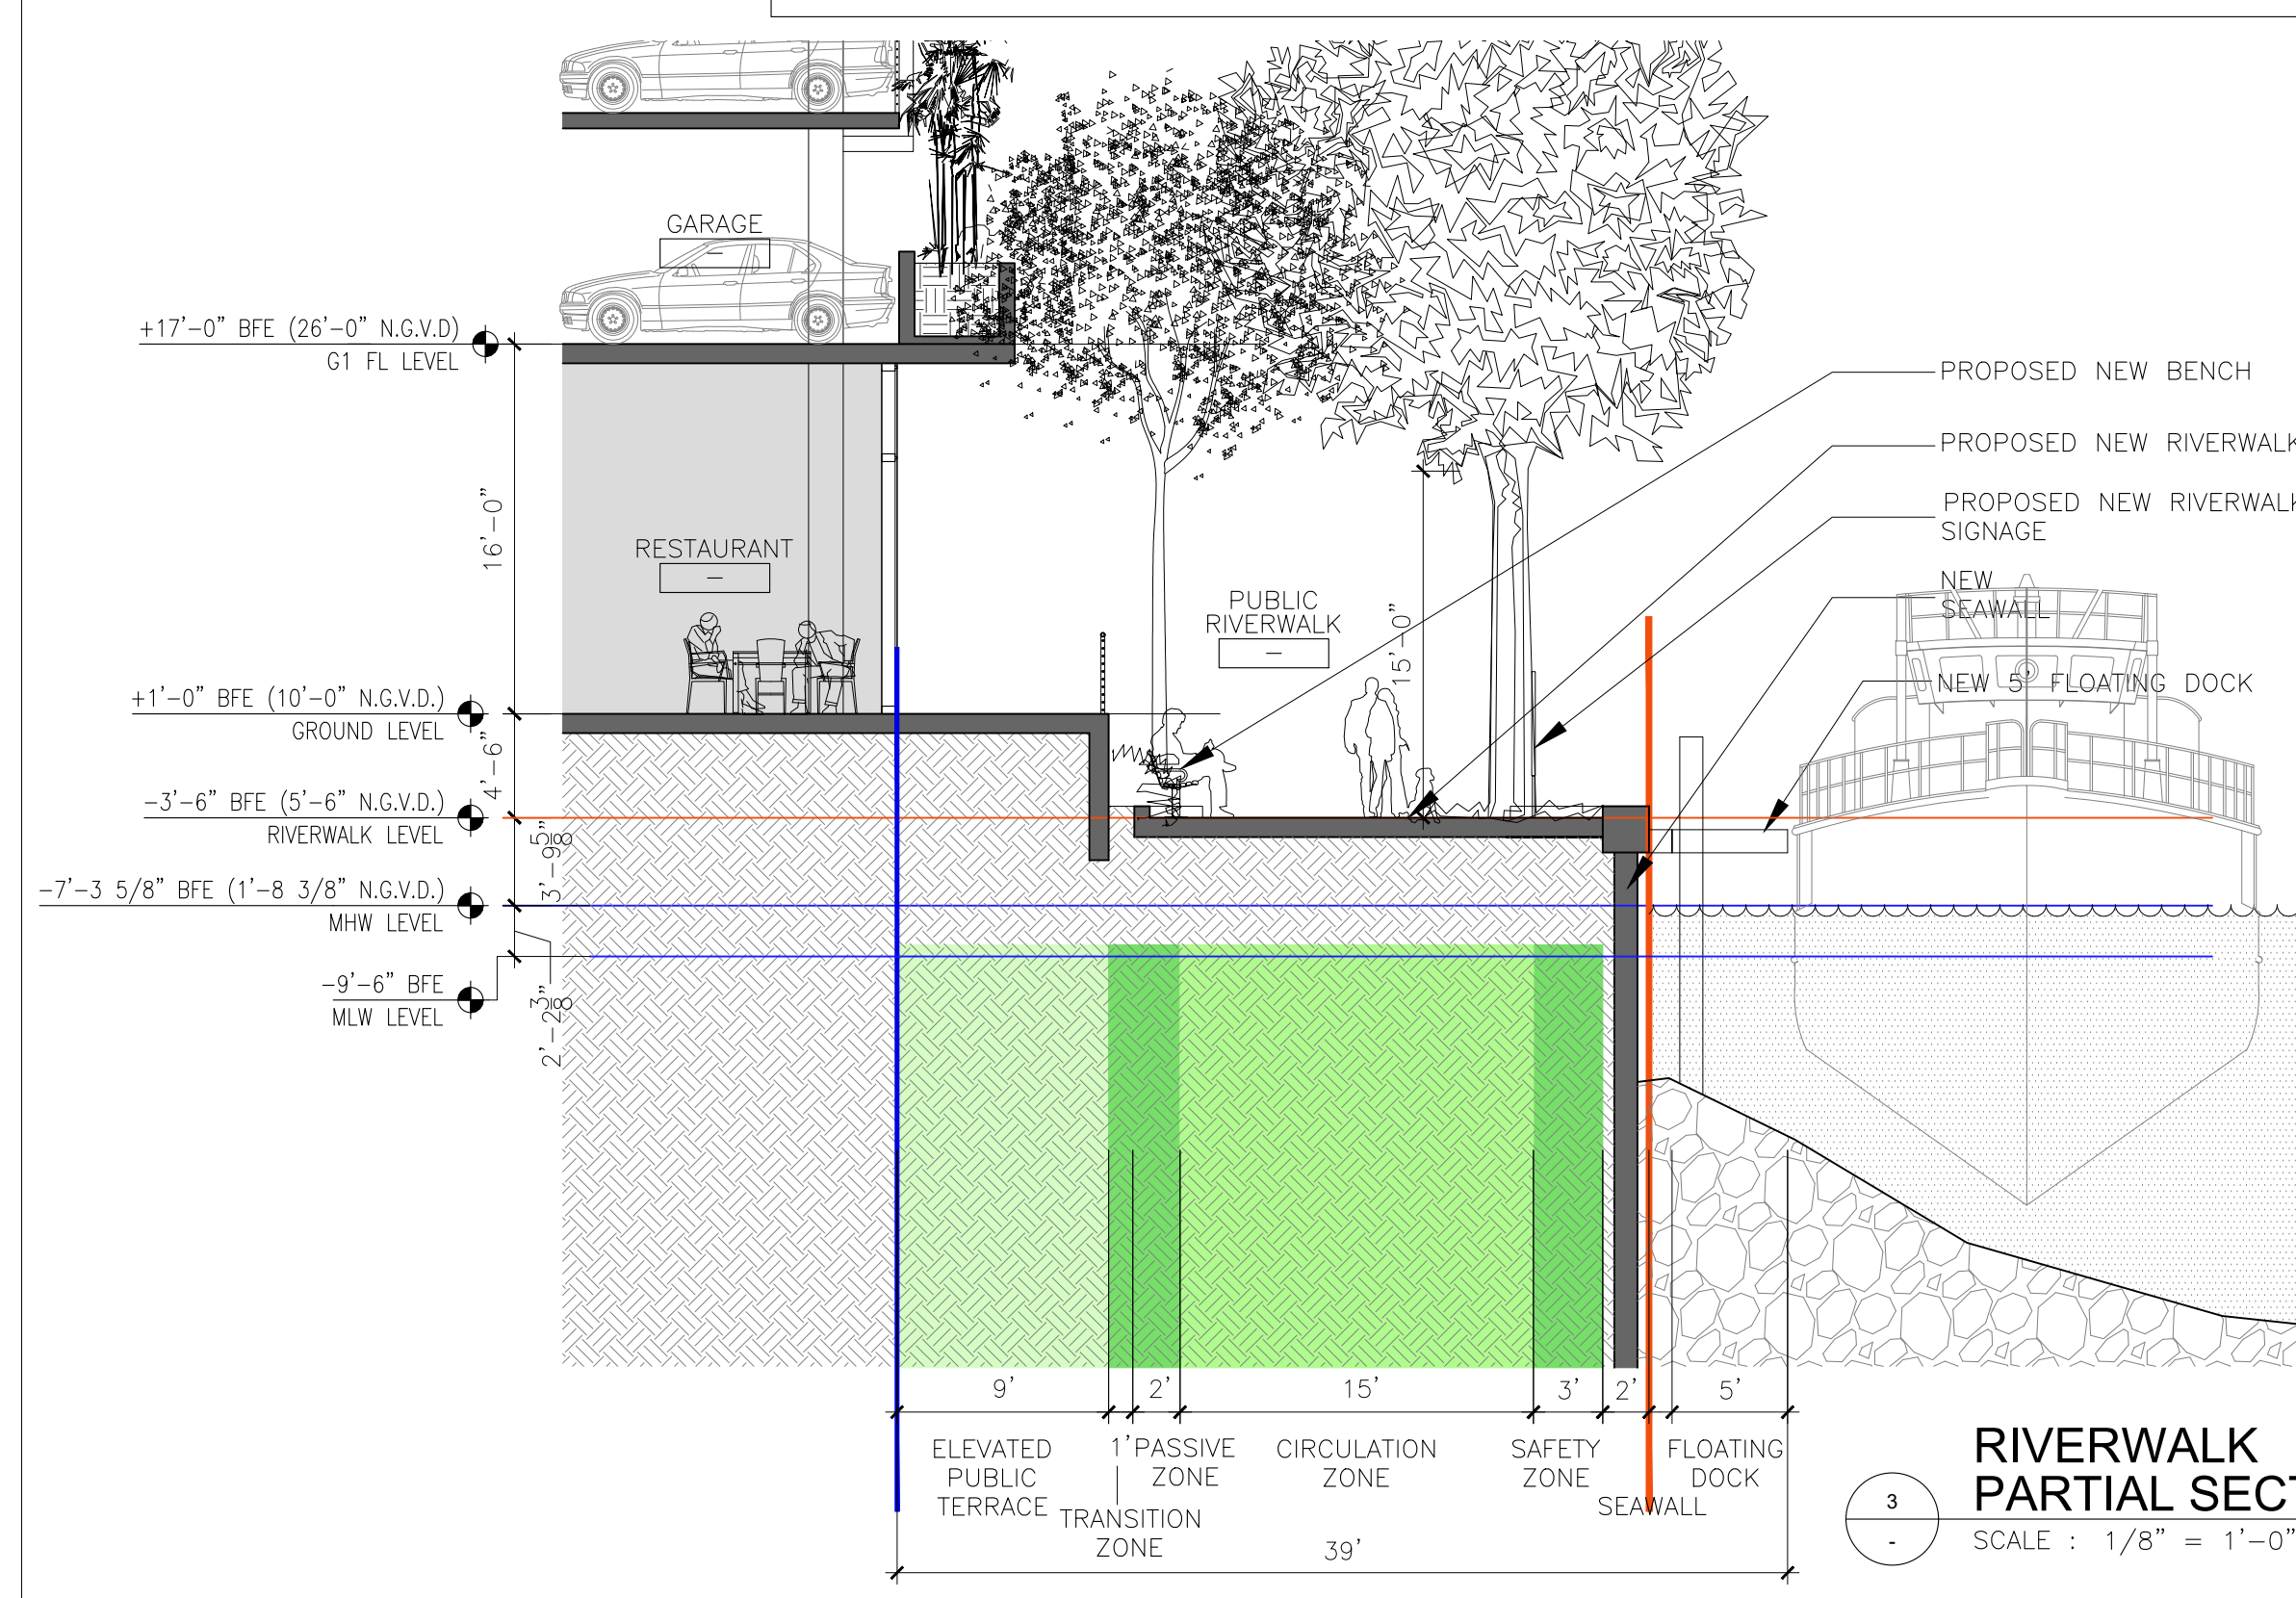 GARAGE
–
+17'-0" BFE (26'-0" N.G.V.D)
G1 FL LEVEL
16'-0"
RESTAURANT
–
PUBLIC
RIVERWALK
–
15'-0"
PROPOSED NEW BENCH
PROPOSED NEW RIVERWALK
PROPOSED NEW RIVERWALK
SIGNAGE
NEW
SEAWALL
NEW 5' FLOATING DOCK
+1'-0" BFE (10'-0" N.G.V.D.)
GROUND LEVEL
4'-6"
-3'-6" BFE (5'-6" N.G.V.D.)
RIVERWALK LEVEL
3'-9 5/8"
-7'-3 5/8" BFE (1'-8 3/8" N.G.V.D.)
MHW LEVEL
-9'-6" BFE
MLW LEVEL
2'-2 3/8"
9'
2'
15'
3'
2'
5'
ELEVATED
PUBLIC
TERRACE
1'
TRANSITION
ZONE
PASSIVE
ZONE
CIRCULATION
ZONE
SAFETY
ZONE
SEAWALL
FLOATING
DOCK
39'
3
-
RIVERWALK
PARTIAL SECT
SCALE : 1/8" = 1'-0"